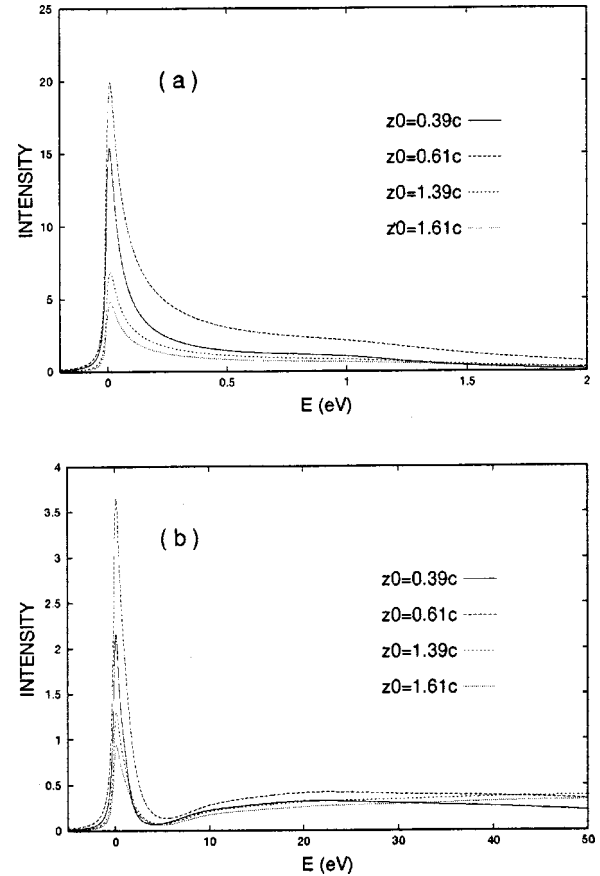 25
20
15
10
5
0
INTENSITY
( a )
z0=0.39c
z0=0.61c
z0=1.39c
z0=1.61c
0
0.5
1
1.5
2
E (eV)
4
3.5
3
2.5
2
1.5
1
0.5
0
INTENSITY
( b )
z0=0.39c
z0=0.61c
z0=1.39c
z0=1.61c
0
10
20
30
40
50
E (eV)